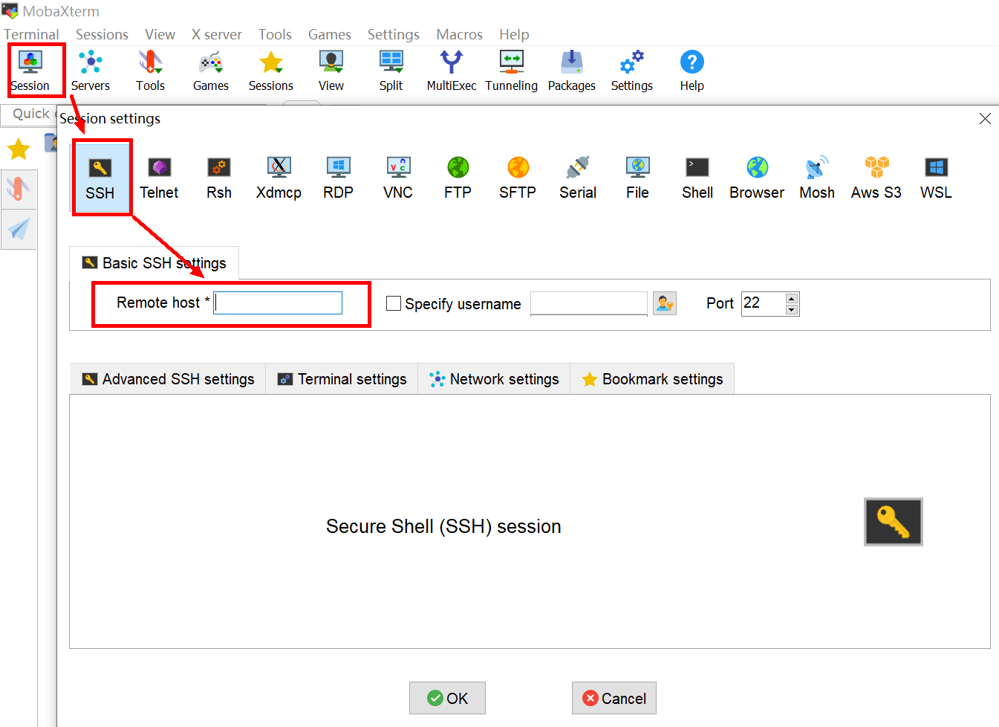 MobaXterm
Terminal Sessions View X server Tools Games Settings Macros Help
Session Servers Tools Games Sessions View Split MultiExec Tunneling Packages Settings Help
Quick
Session settings
SSH Telnet Rsh Xdmcp RDP VNC FTP SFTP Serial File Shell Browser Mosh Aws S3 WSL
Basic SSH settings
Remote host * Specify username Port 22
Advanced SSH settings Terminal settings Network settings Bookmark settings
Secure Shell (SSH) session
OK Cancel